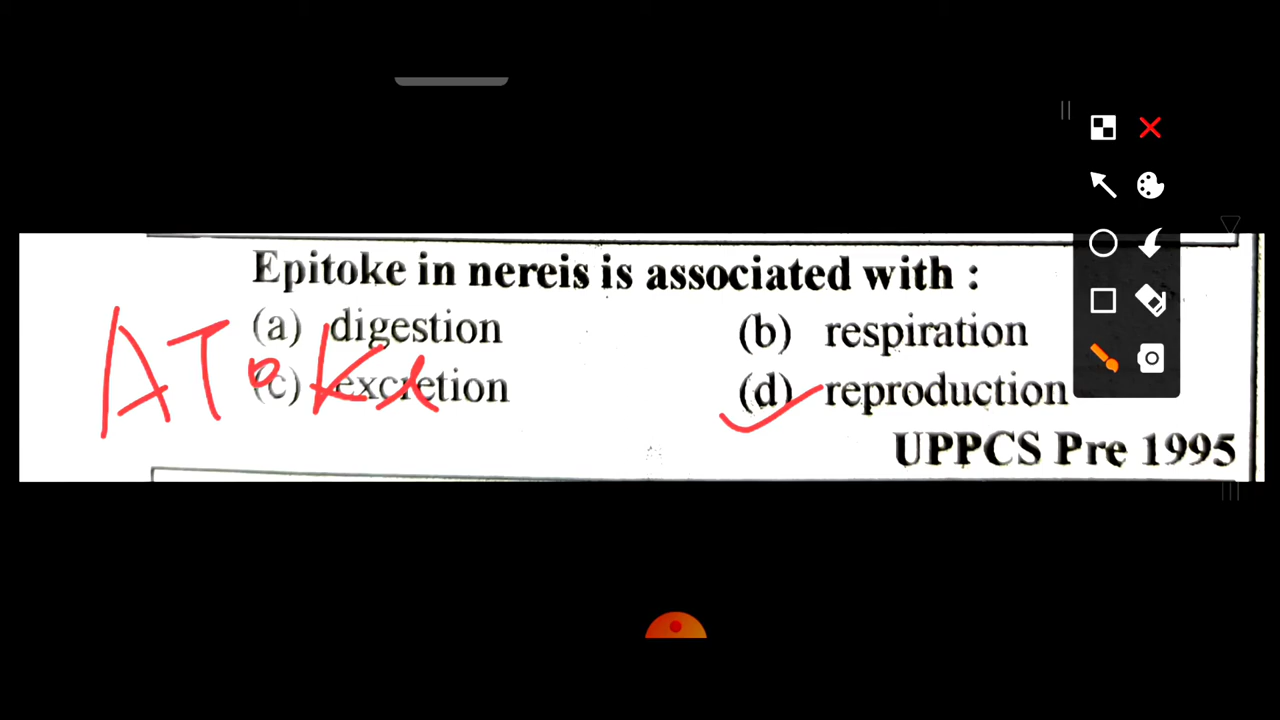 Epitoke in nereis is associated with :
(a) digestion (b) respiration
(c) excretion (d) reproduction
AToKe
UPPCS Pre 1995